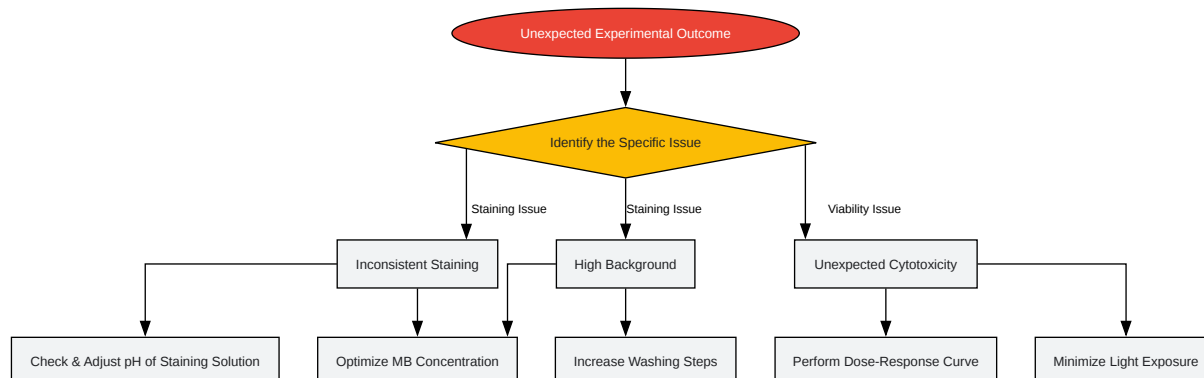 Unexpected Experimental Outcome
Identify the Specific Issue
Staining Issue
Staining Issue
Viability Issue
Inconsistent Staining
High Background
Unexpected Cytotoxicity
Check & Adjust pH of Staining Solution
Optimize MB Concentration
Increase Washing Steps
Perform Dose-Response Curve
Minimize Light Exposure